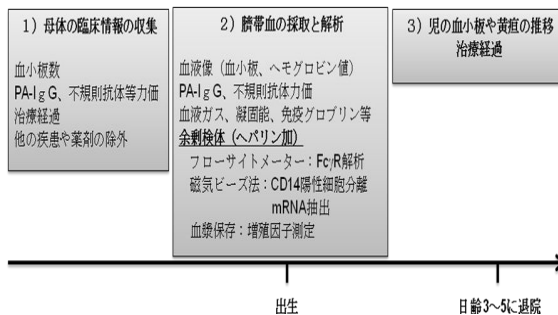 1）母体の臨床情報の収集
血小板数
PA-IｇG、不規則抗体等力価
治療経過
他の疾患や薬剤の除外
2）臍帯血の採取と解析
血液像（血小板、ヘモグロビン値）
PA-IｇG、不規則抗体力価
血液ガス、凝固能、免疫グロブリン等
余剰検体（ヘパリン加）
フローサイトメーター：FcγR解析
磁気ビーズ法：CD14陽性細胞分離
mRNA抽出
血漿保存：増殖因子測定
3）児の血小板や黄疸の推移
治療経過
出生
日齢3～5に退院